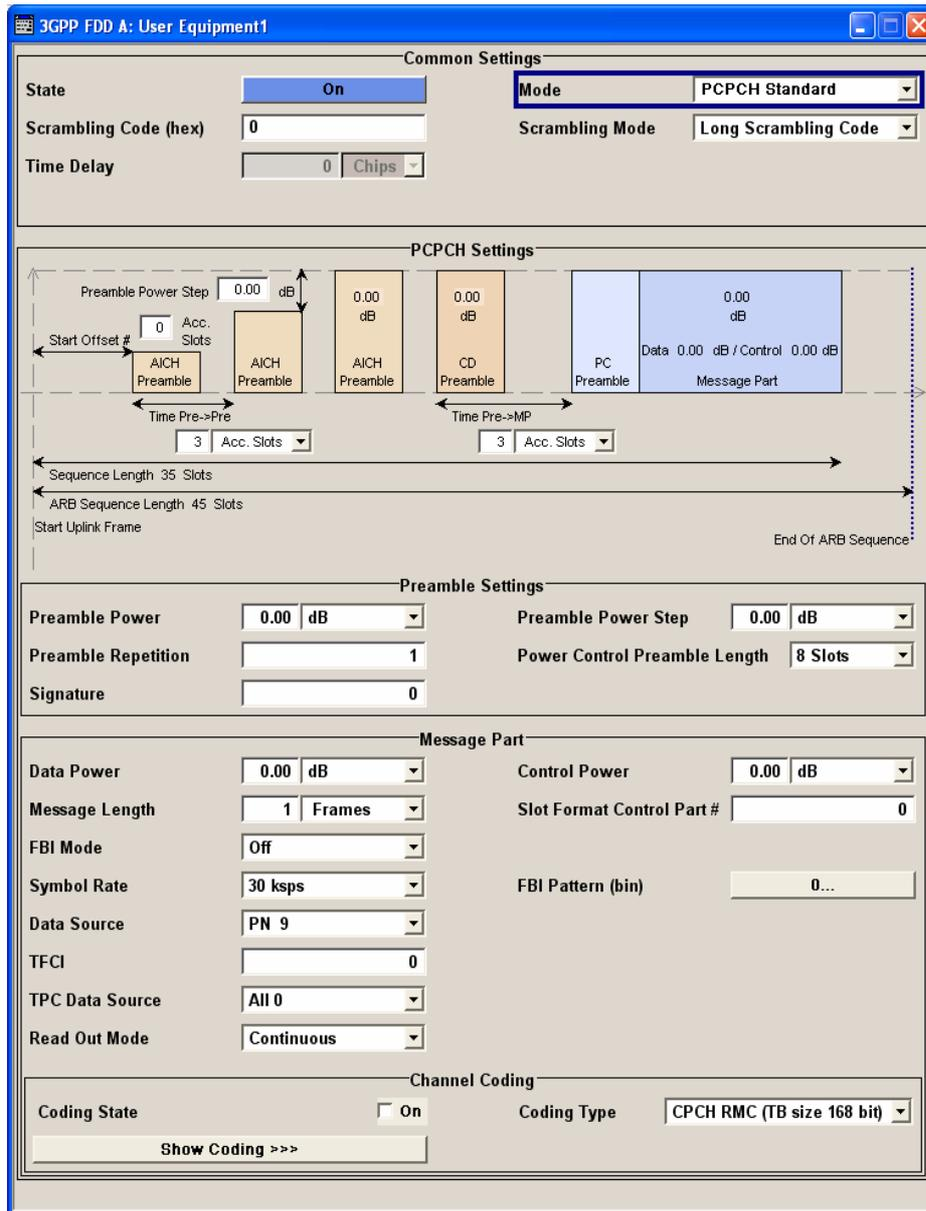 3GPP FDD A: User Equipment1
Common Settings
State On Mode PCPCH Standard
Scrambling Code (hex) 0 Scrambling Mode Long Scrambling Code
Time Delay 0 Chips
PCPCH Settings
Preamble Power Step 0.00 dB
0.00 dB
0.00 dB
0.00 dB
Start Offset # 0 Acc. Slots
Data 0.00 dB / Control 0.00 dB
AICH Preamble
AICH Preamble
AICH Preamble
CD Preamble
PC Preamble
Message Part
Time Pre->Pre
Time Pre->MP
3 Acc. Slots
3 Acc. Slots
Sequence Length 35 Slots
ARB Sequence Length 45 Slots
Start Uplink Frame
End Of ARB Sequence
Preamble Settings
Preamble Power 0.00 dB Preamble Power Step 0.00 dB
Preamble Repetition 1 Power Control Preamble Length 8 Slots
Signature 0
Message Part
Data Power 0.00 dB Control Power 0.00 dB
Message Length 1 Frames Slot Format Control Part # 0
FBI Mode Off
Symbol Rate 30 ksps FBI Pattern (bin) 0...
Data Source PN 9
TFCI 0
TPC Data Source All 0
Read Out Mode Continuous
Channel Coding
Coding State On Coding Type CPCH RMC (TB size 168 bit)
Show Coding >>>